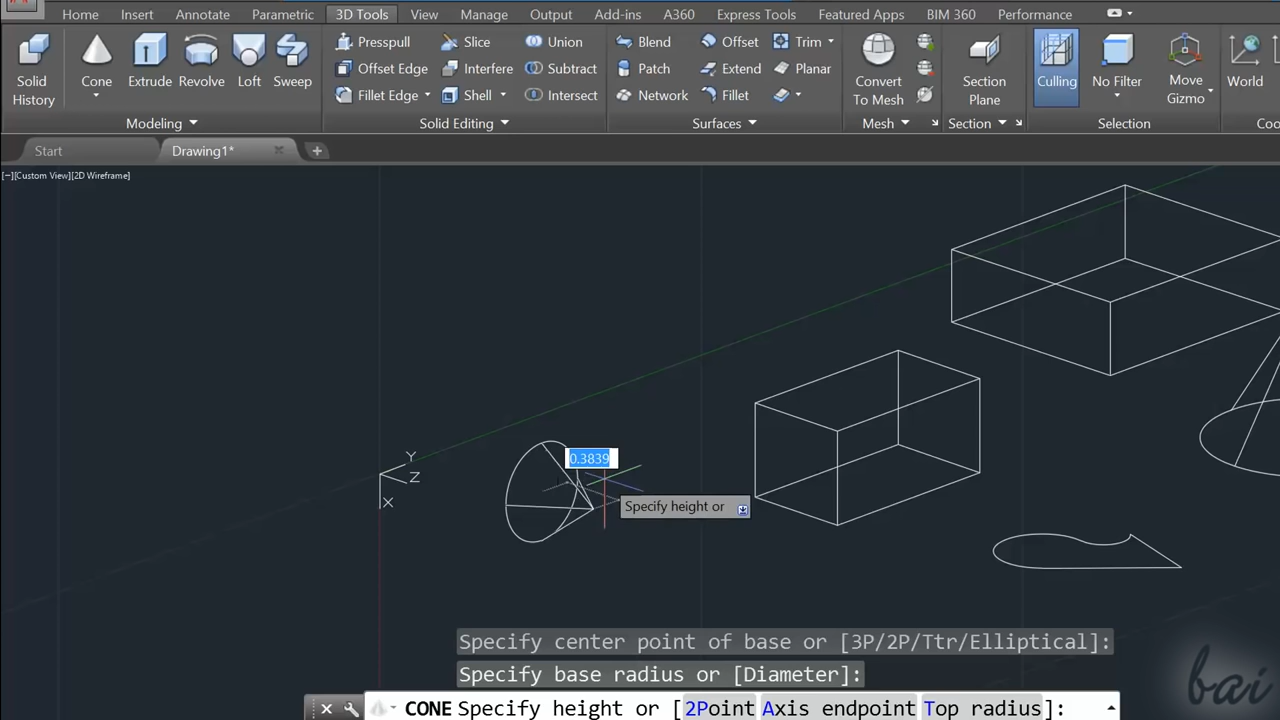 Home Insert Annotate Parametric 3D Tools View Manage Output Add-ins A360 Express Tools Featured Apps BIM 360 Performance
Solid History
Cone
Extrude
Revolve
Loft
Sweep
Presspull
Offset Edge
Fillet Edge
Slice
Interfere
Shell
Union
Subtract
Intersect
Blend
Patch
Network
Offset
Extend
Fillet
Trim
Planar
Convert To Mesh
Section Plane
Culling
No Filter
Move Gizmo
World
Modeling
Solid Editing
Surfaces
Mesh
Section
Selection
Coo
Start
Drawing1*
[−][Custom View][2D Wireframe]
Y
Z
X
0.3839
Specify height or
Specify center point of base or [3P/2P/Ttr/Elliptical]:
Specify base radius or [Diameter]:
CONE Specify height or [2Point Axis endpoint Top radius]:
bai